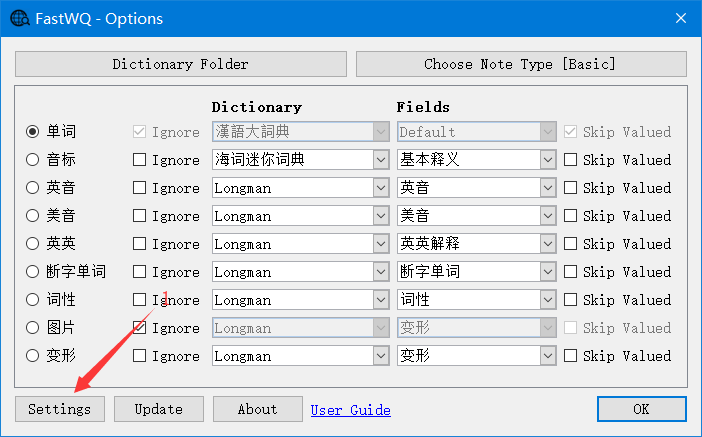 FastWQ - Options
Dictionary Folder
Choose Note Type [Basic]
Dictionary Fields
单词 Ignore 漢語大詞典 Default Skip Valued
音标 Ignore 海词迷你词典 基本释义 Skip Valued
英音 Ignore Longman 英音 Skip Valued
美音 Ignore Longman 美音 Skip Valued
英英 Ignore Longman 英英解释 Skip Valued
断字单词 Ignore Longman 断字单词 Skip Valued
词性 Ignore Longman 词性 Skip Valued
1
图片 Ignore Longman 变形 Skip Valued
变形 Ignore Longman 变形 Skip Valued
Settings Update About User Guide OK